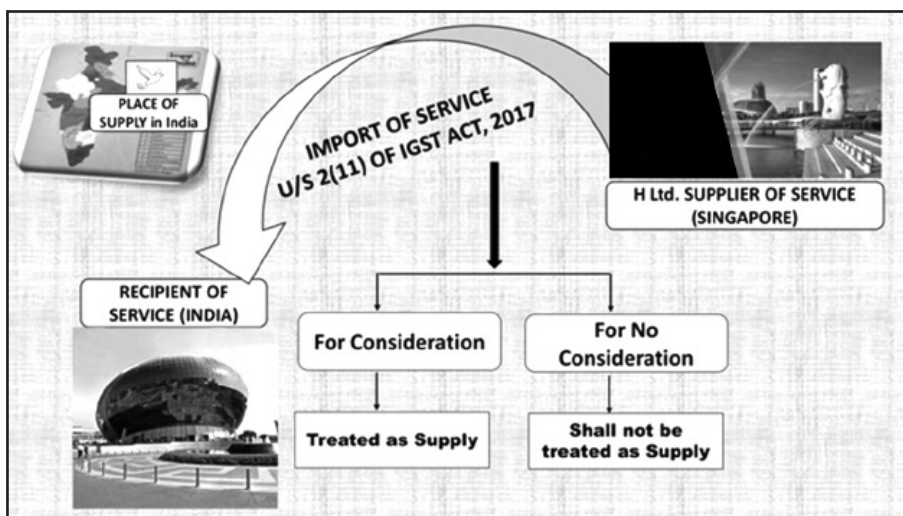 PLACE OF
SUPPLY in India
IMPORT OF SERVICE
U/S 2(11) OF IGST ACT, 2017
H Ltd. SUPPLIER OF SERVICE
(SINGAPORE)
RECIPIENT OF
SERVICE (INDIA)
For Consideration
For No
Consideration
Treated as Supply
Shall not be
treated as Supply